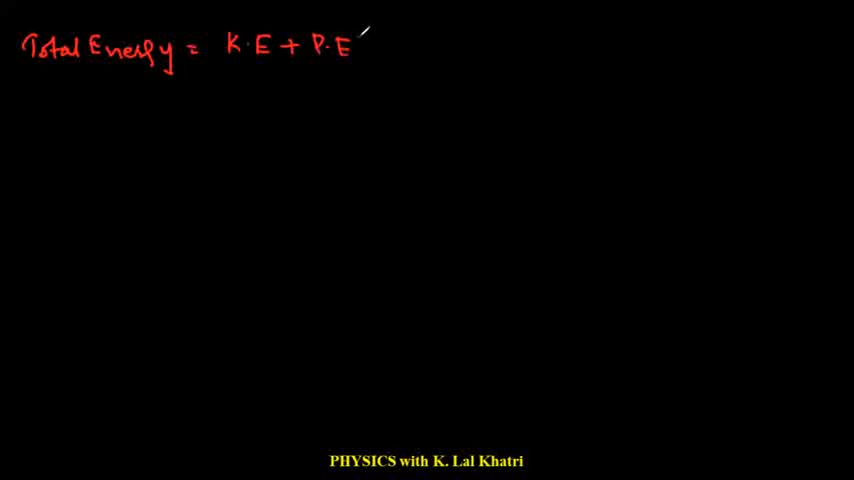 Total Energy = K.E + P.E
PHYSICS with K. Lal Khatri